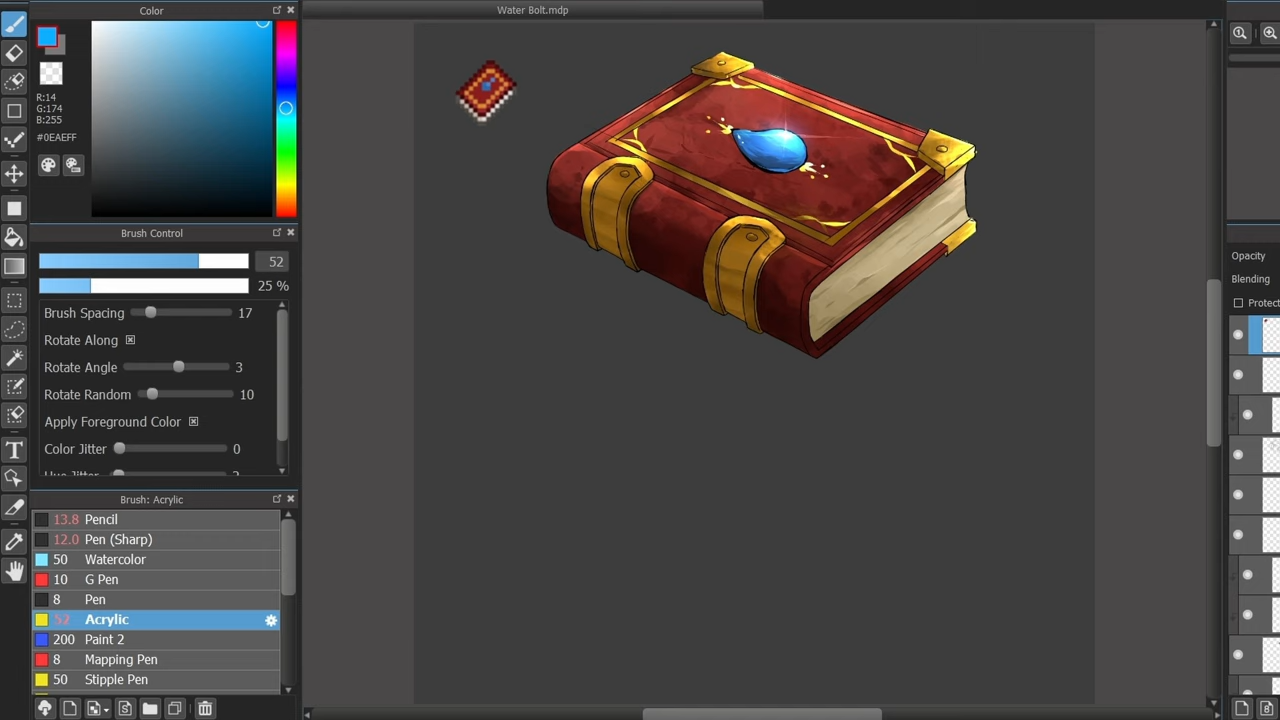 Color
Water Bolt.mdp
R:14
G:174
B:255
#0EAEFF
Brush Control
52
25 %
Brush Spacing 17
Rotate Along
Rotate Angle 3
Rotate Random 10
Apply Foreground Color
Color Jitter 0
Brush: Acrylic
13.8 Pencil
12.0 Pen (Sharp)
50 Watercolor
10 G Pen
8 Pen
52 Acrylic
200 Paint 2
8 Mapping Pen
50 Stipple Pen
Opacity
Blending
Protec